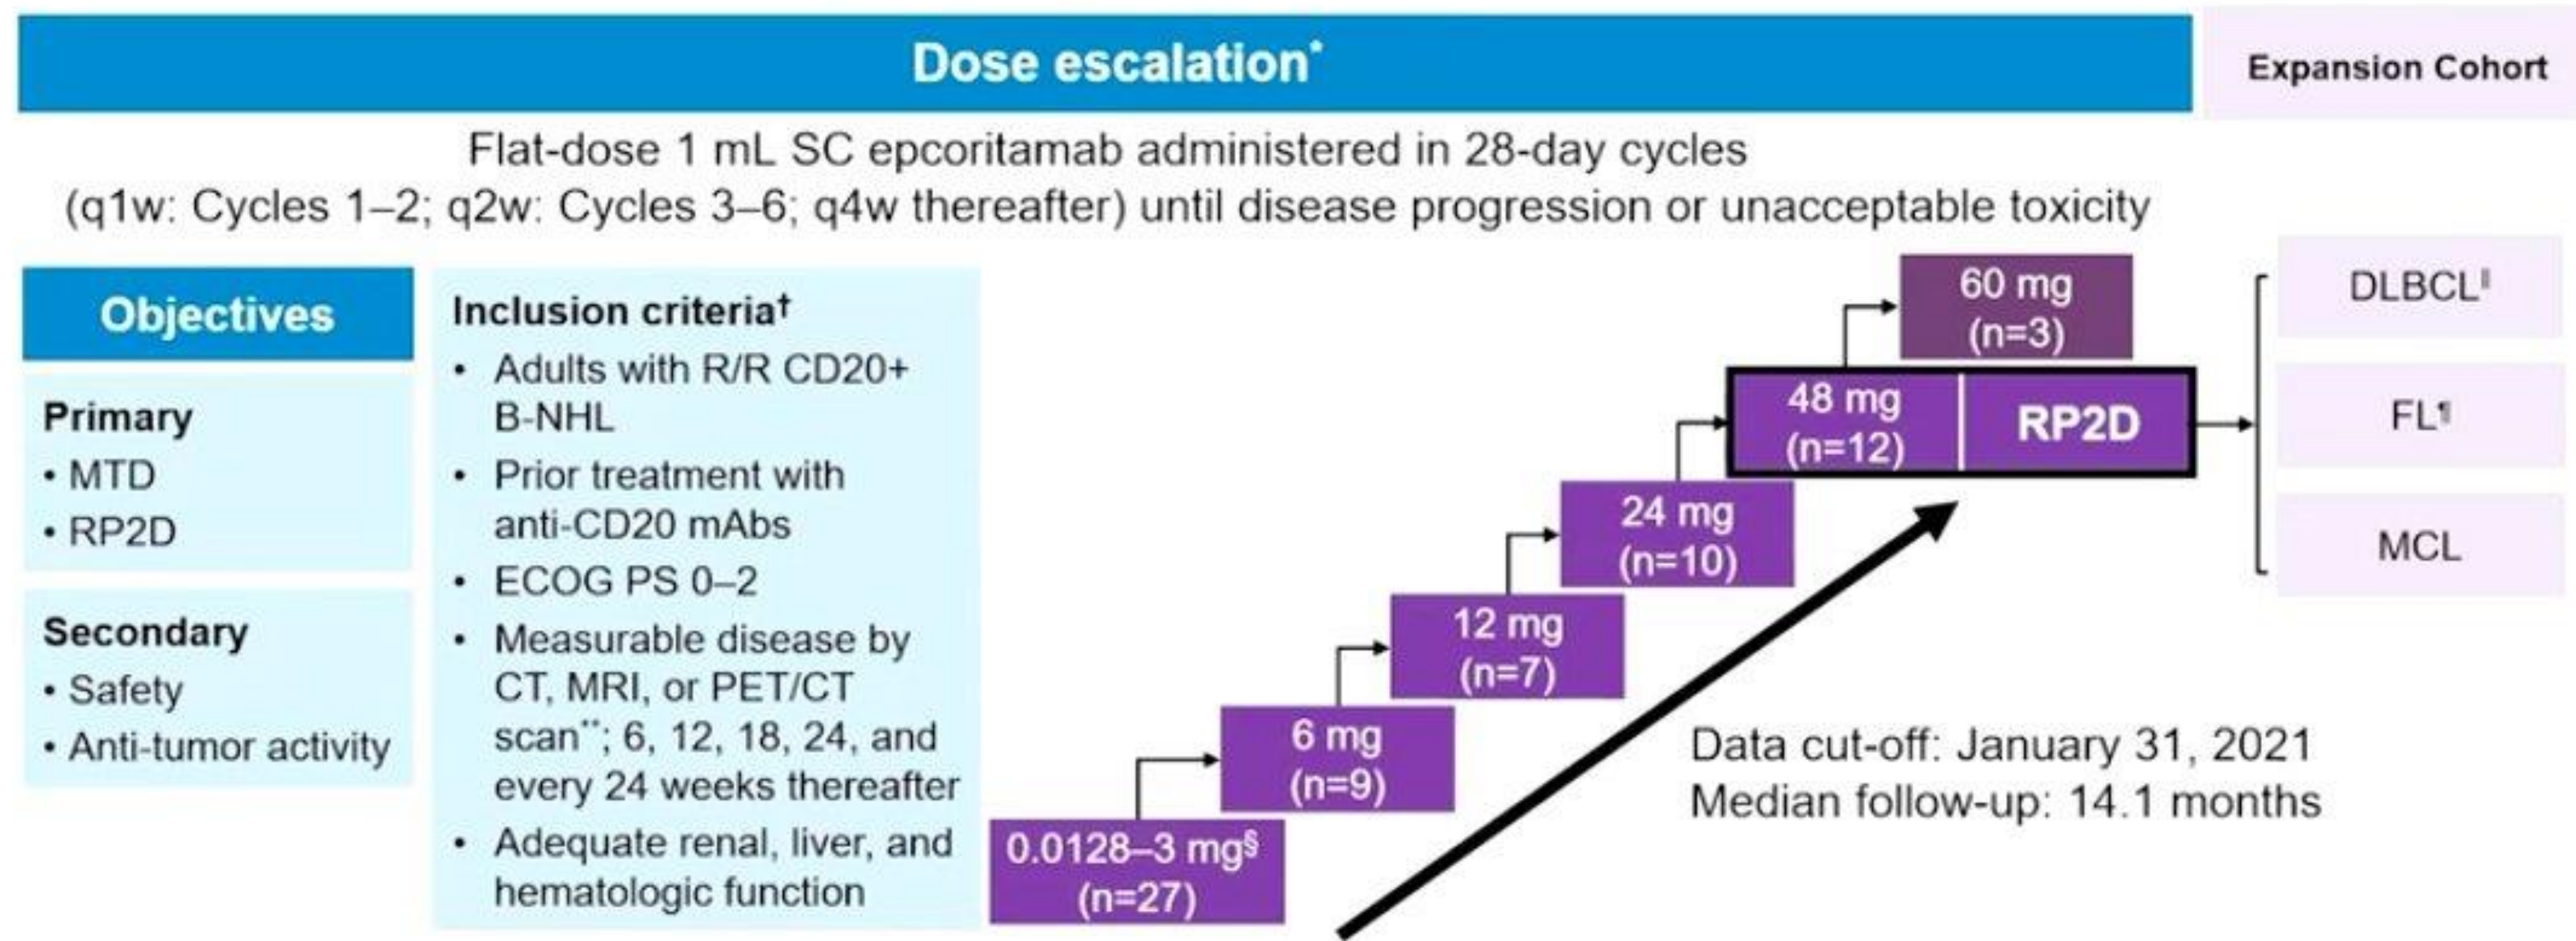 Dose escalation*
Expansion Cohort
Flat-dose 1 mL SC epcoritamab administered in 28-day cycles
(q1w: Cycles 1–2; q2w: Cycles 3–6; q4w thereafter) until disease progression or unacceptable toxicity
Objectives
Primary
• MTD
• RP2D
Secondary
• Safety
• Anti-tumor activity
Inclusion criteria†
• Adults with R/R CD20+
B-NHL
• Prior treatment with
anti-CD20 mAbs
• ECOG PS 0–2
• Measurable disease by
CT, MRI, or PET/CT
scan**; 6, 12, 18, 24, and
every 24 weeks thereafter
• Adequate renal, liver, and
hematologic function
0.0128–3 mg§
(n=27)
6 mg
(n=9)
12 mg
(n=7)
24 mg
(n=10)
48 mg
(n=12)
RP2D
60 mg
(n=3)
DLBCL‖
FL¶
MCL
Data cut-off: January 31, 2021
Median follow-up: 14.1 months